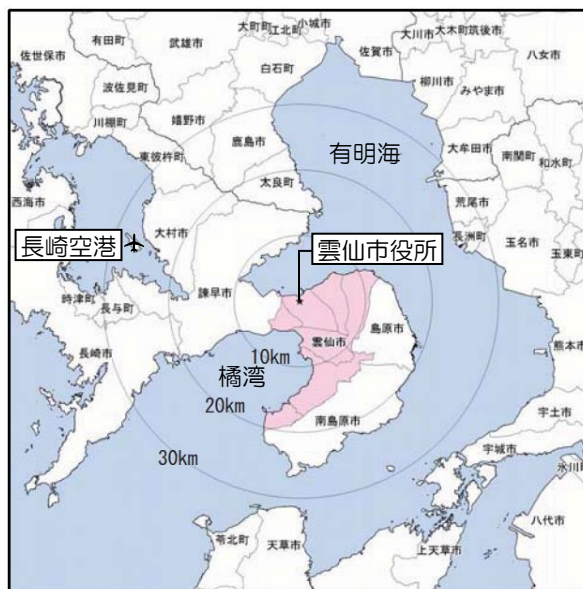 小城市
大町町
江北町
佐賀市
大川市
大木町
筑後市
有田町
武雄市
佐世保市
白石町
柳川市
八女市
波佐見町
みやま市
嬉野市
川棚町
鹿島市
有明海
大牟田市
南関町
和水町
東彼杵町
太良町
荒尾市
西海市
大村市
長崎空港
雲仙市役所
長洲町
玉名市
玉東町
諫早市
時津町
長与町
島原市
雲仙市
長崎市
10km
熊本市
橘湾
20km
南島原市
宇土市
30km
宇城市
氷川町
八代市
苓北町
天草市
上天草市